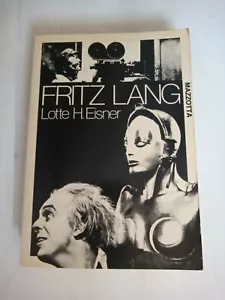 FRITZ LANG
Lotte H. Eisner
MAZZOTTA